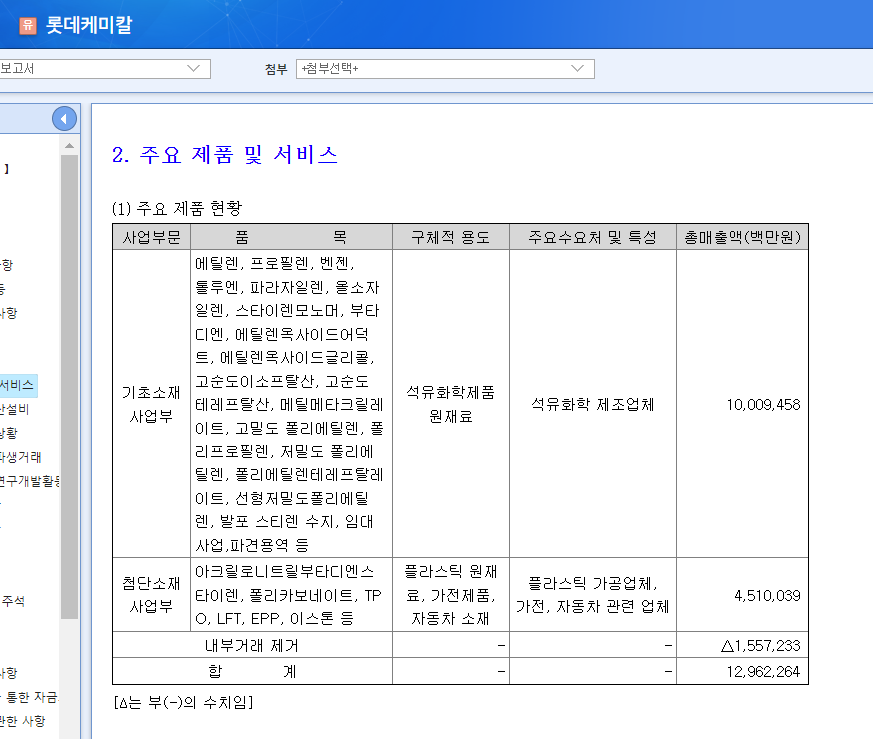 유 롯데케미칼
보고서
첨부 +첨부선택+
】
사항
서비스
상황
파생거래
연구개발활동
주석
사항
통한 자금
관한 사항
2. 주요 제품 및 서비스
(1) 주요 제품 현황
사업부문 품 목 구체적 용도 주요수요처 및 특성 총매출액(백만원)
기초소재
사업부
에틸렌, 프로필렌, 벤젠,
톨루엔, 파라자일렌, 올소자
일렌, 스타이렌모노머, 부타
디엔, 에틸렌옥사이드어덕
트, 에틸렌옥사이드글리콜,
고순도이소프탈산, 고순도
테레프탈산, 메틸메타크릴레
이트, 고밀도 폴리에틸렌, 폴
리프로필렌, 저밀도 폴리에
틸렌, 폴리에틸렌테레프탈레
이트, 선형저밀도폴리에틸
렌, 발포 스티렌 수지, 임대
사업,파견용역 등
석유화학제품
원재료
석유화학 제조업체
10,009,458
첨단소재
사업부
아크릴로니트릴부타디엔스
타이렌, 폴리카보네이트, TP
O, LFT, EPP, 이스톤 등
플라스틱 원재
료, 가전제품,
자동차 소재
플라스틱 가공업체,
가전, 자동차 관련 업체
4,510,039
내부거래 제거 - - △1,557,233
합 계 - - 12,962,264
[△는 부(-)의 수치임]